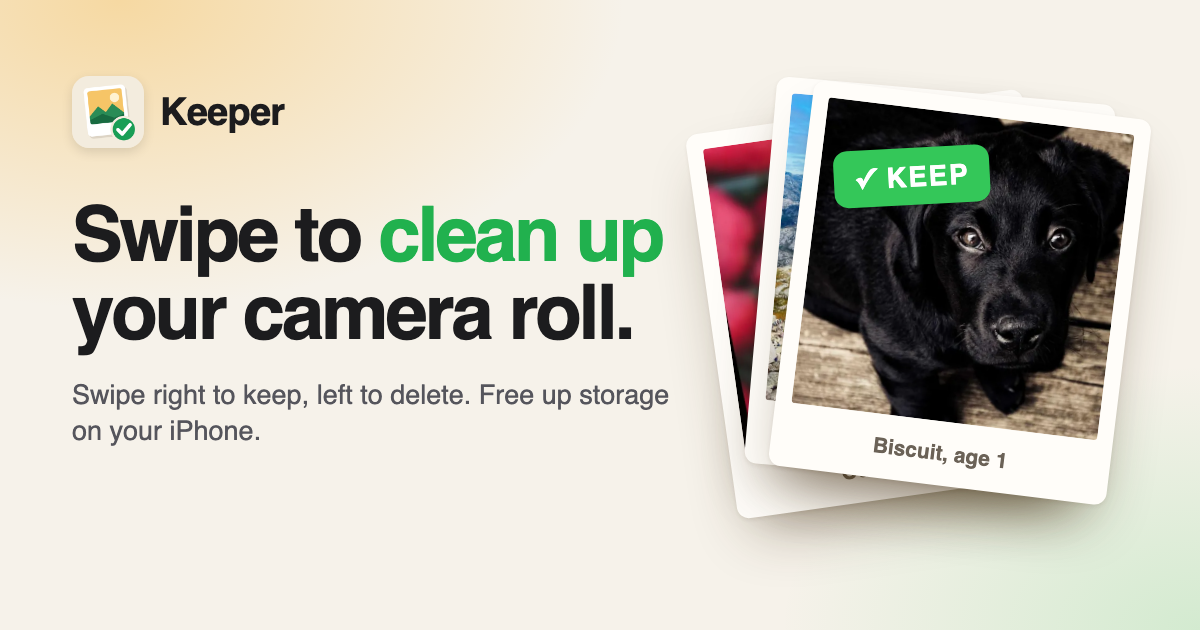 Keeper
Swipe to clean up
your camera roll.
Swipe right to keep, left to delete. Free up storage
on your iPhone.
✓ KEEP
Biscuit, age 1